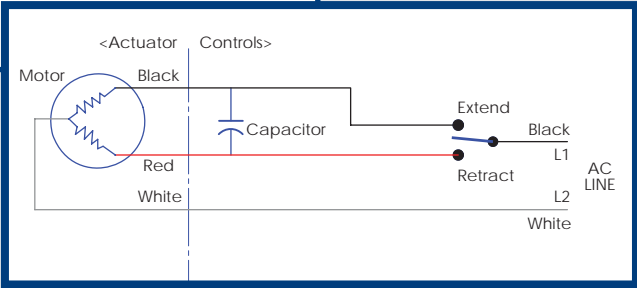 <Actuator Controls>
Motor
Black
Extend
Capacitor
Black
L1
AC
LINE
Red
Retract
White
L2
White